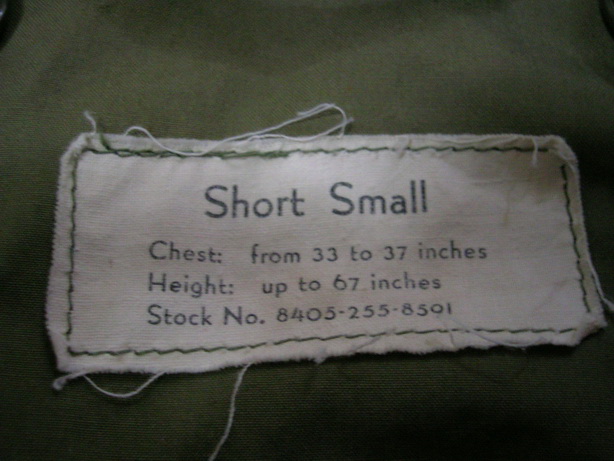 Short Small
Chest: from 33 to 37 inches
Height: up to 67 inches
Stock No. 8405-255-8501